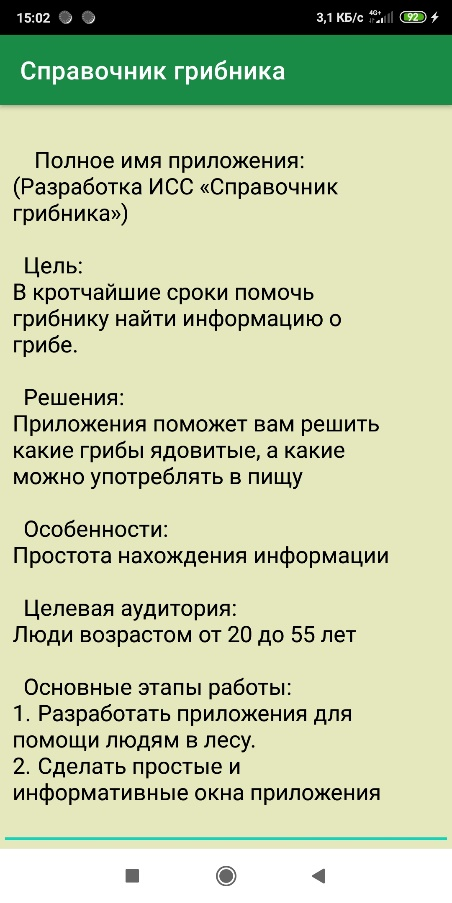 15:02
3,1 КБ/с 4G+ 92
Справочник грибника
Полное имя приложения:
(Разработка ИСС «Справочник
грибника»)
Цель:
В кротчайшие сроки помочь
грибнику найти информацию о
грибе.
Решения:
Приложения поможет вам решить
какие грибы ядовитые, а какие
можно употреблять в пищу
Особенности:
Простота нахождения информации
Целевая аудитория:
Люди возрастом от 20 до 55 лет
Основные этапы работы:
1. Разработать приложения для
помощи людям в лесу.
2. Сделать простые и
информативные окна приложения